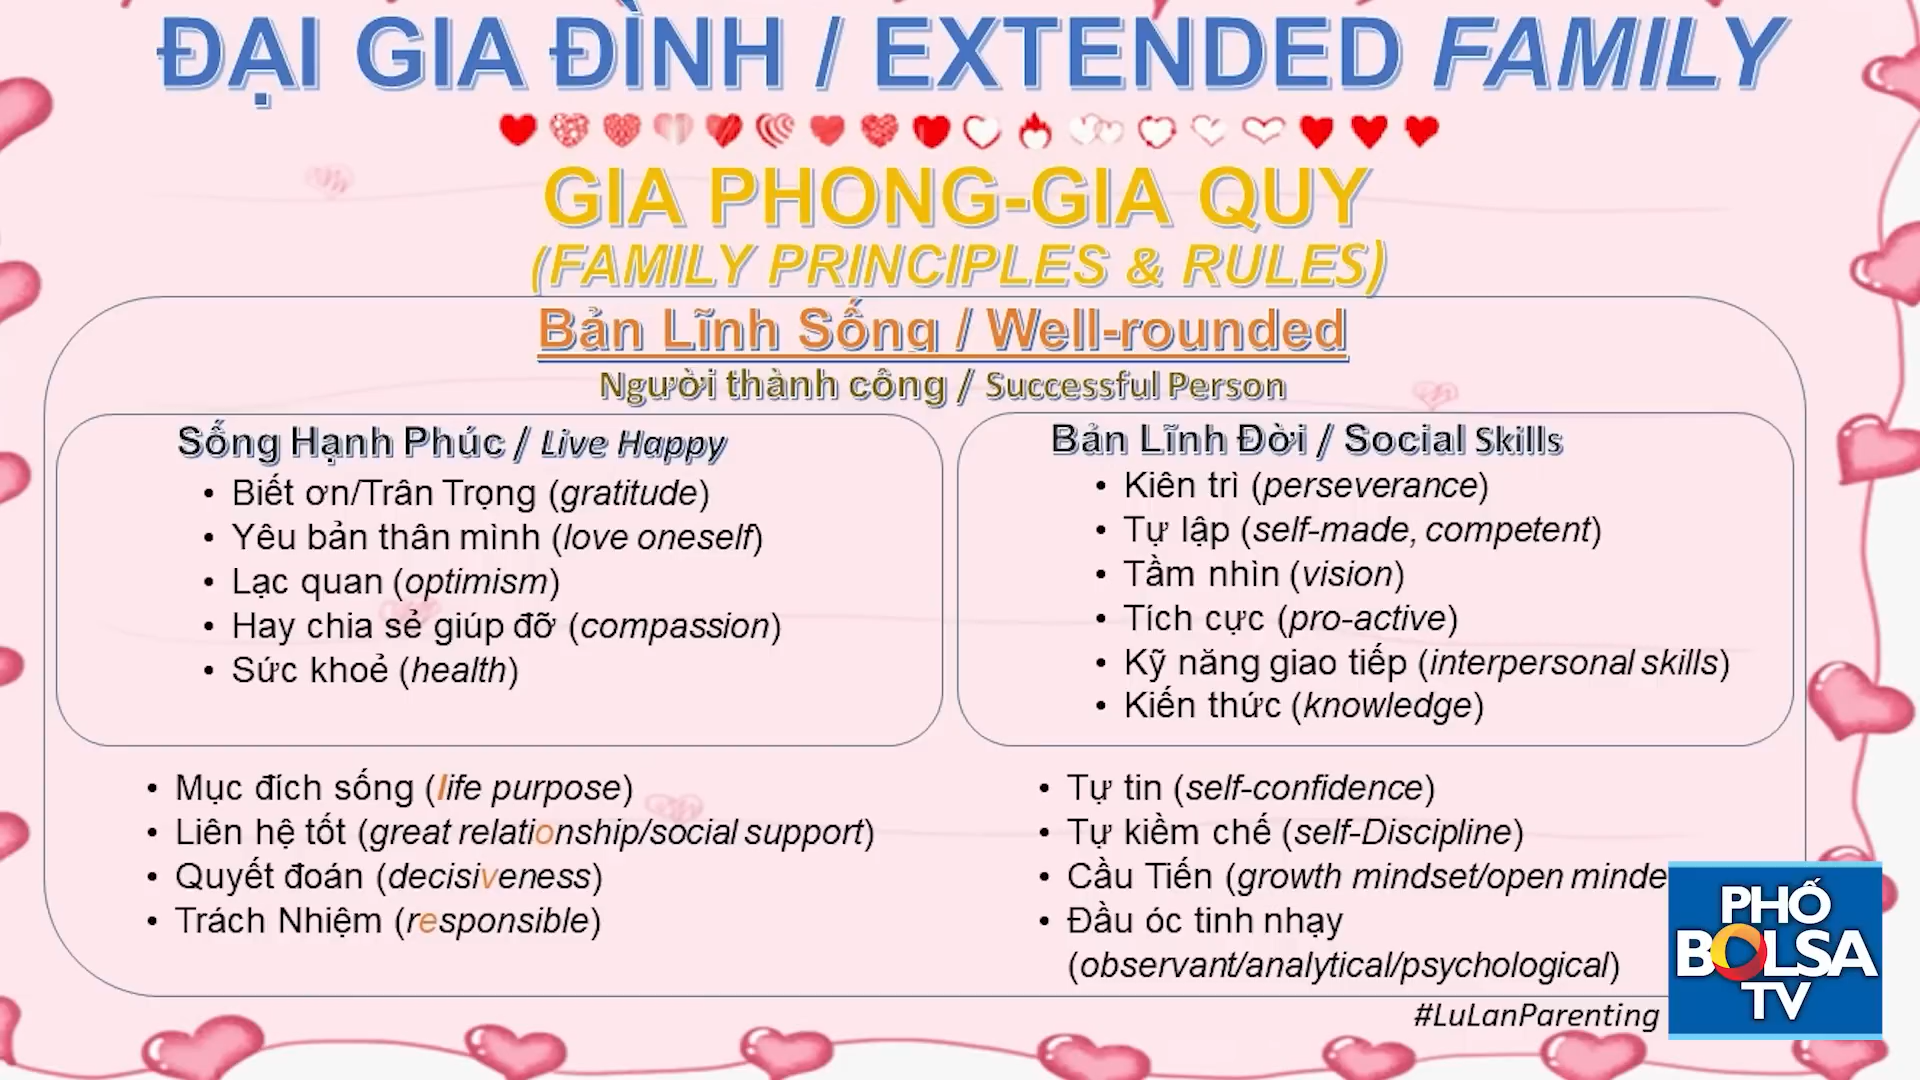 ĐẠI GIA ĐÌNH / EXTENDED FAMILY
GIA PHONG-GIA QUY
(FAMILY PRINCIPLES & RULES)
Bản Lĩnh Sống / Well-rounded
Người thành công / Successful Person
Sống Hạnh Phúc / Live Happy
• Biết ơn/Trân Trọng (gratitude)
• Yêu bản thân mình (love oneself)
• Lạc quan (optimism)
• Hay chia sẻ giúp đỡ (compassion)
• Sức khoẻ (health)
Bản Lĩnh Đời / Social Skills
• Kiên trì (perseverance)
• Tự lập (self-made, competent)
• Tầm nhìn (vision)
• Tích cực (pro-active)
• Kỹ năng giao tiếp (interpersonal skills)
• Kiến thức (knowledge)
• Mục đích sống (life purpose)
• Liên hệ tốt (great relationship/social support)
• Quyết đoán (decisiveness)
• Trách Nhiệm (responsible)
• Tự tin (self-confidence)
• Tự kiềm chế (self-Discipline)
• Cầu Tiến (growth mindset/open minde
• Đầu óc tinh nhạy
(observant/analytical/psychological)
#LuLanParenting
PHỐ
BOLSA
TV